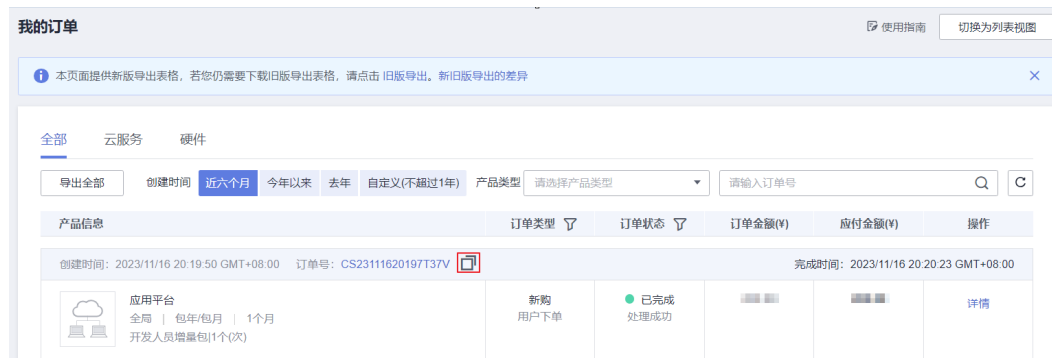 我的订单
使用指南
切换为列表视图
本页面提供新版导出表格，若您仍需要下载旧版导出表格，请点击 旧版导出。新旧版导出的差异
全部 云服务 硬件
导出全部 创建时间 近六个月 今年以来 去年 自定义(不超过1年) 产品类型 请选择产品类型 请输入订单号
产品信息 订单类型 订单状态 订单金额(¥) 应付金额(¥) 操作
创建时间：2023/11/16 20:19:50 GMT+08:00 订单号：CS23111620197T37V 完成时间：2023/11/16 20:20:23 GMT+08:00
应用平台 新购 已完成 详情
全局 | 包年/包月 | 1个月 用户下单 处理成功
开发人员增量包|1个(次)